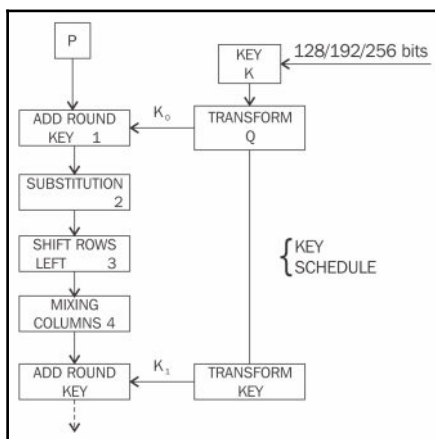 P
KEY
K
128/192/256 bits
ADD ROUND
KEY 1
K₀
TRANSFORM
Q
SUBSTITUTION
2
SHIFT ROWS
LEFT 3
{ KEY
SCHEDULE
MIXING
COLUMNS 4
ADD ROUND
KEY
K₁
TRANSFORM
KEY